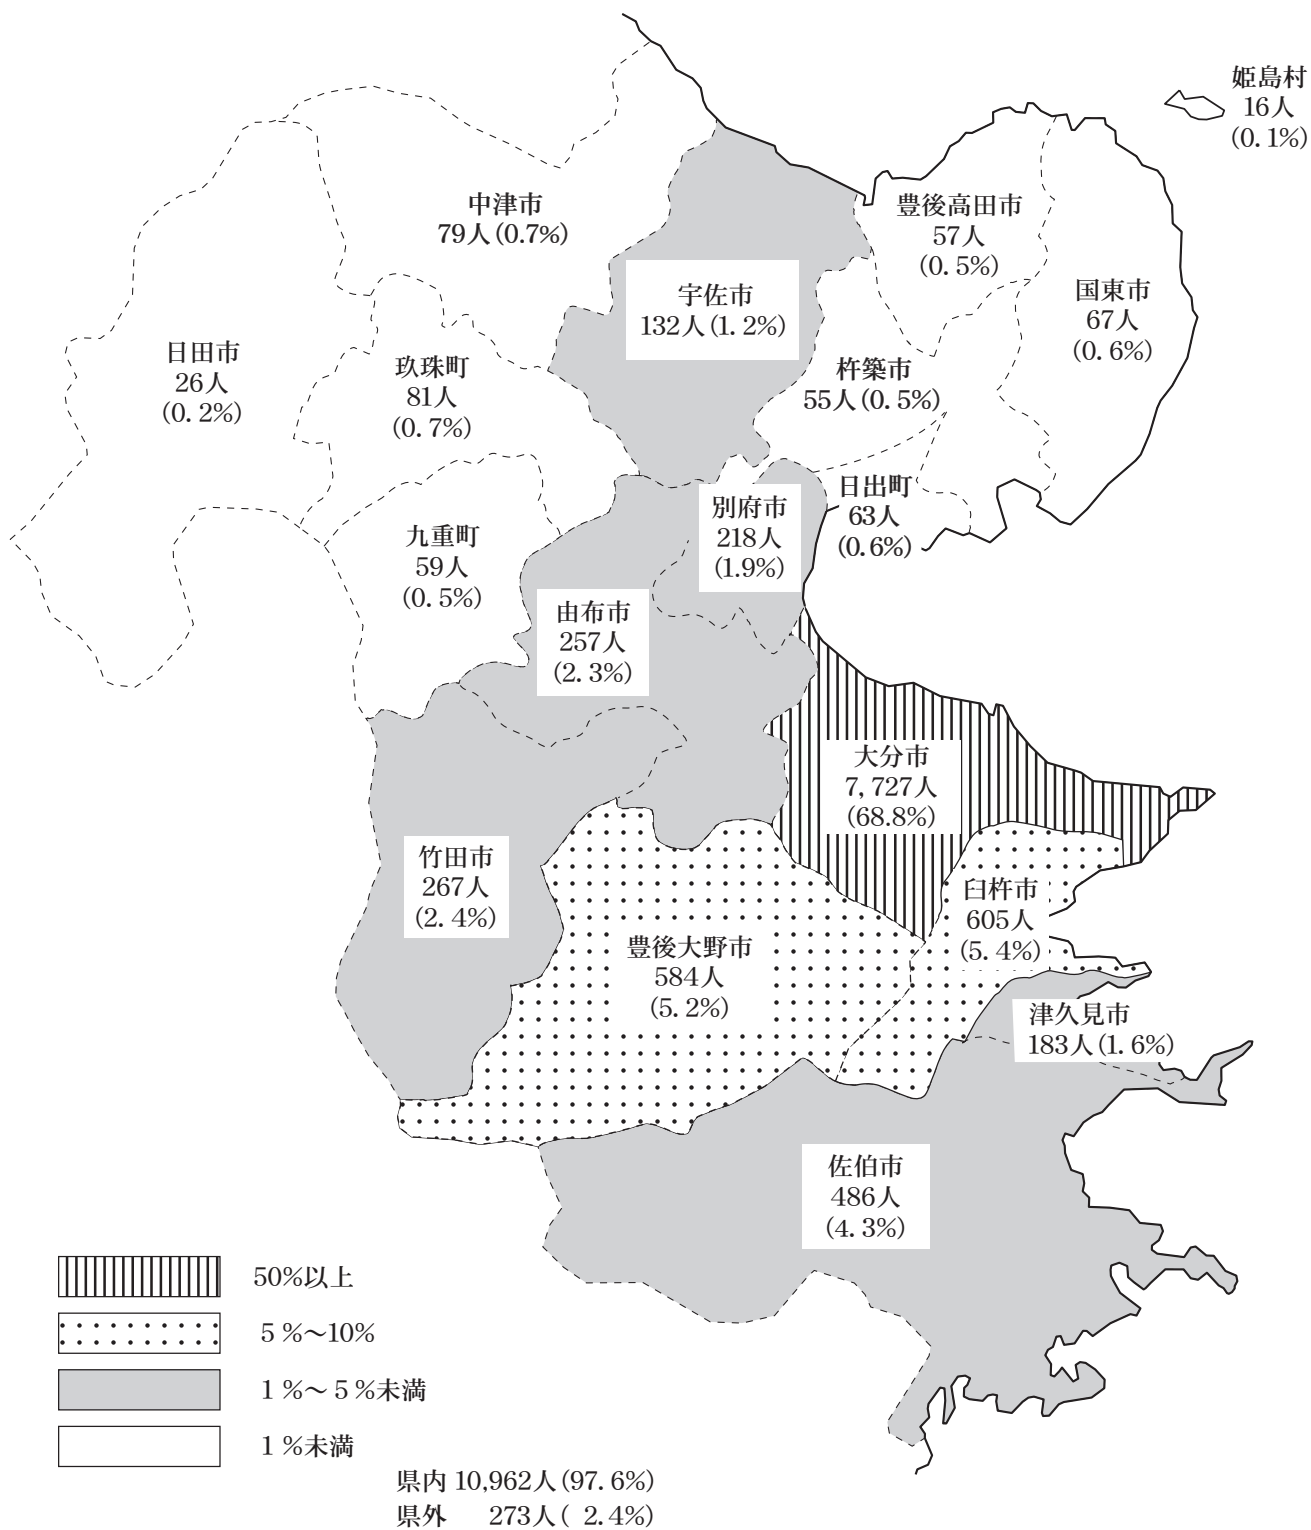 姫島村
16人
(0.1%)
中津市
79人(0.7%)
豊後高田市
57人
(0.5%)
宇佐市
132人(1.2%)
国東市
67人
(0.6%)
日田市
26人
(0.2%)
玖珠町
81人
(0.7%)
杵築市
55人(0.5%)
日出町
63人
(0.6%)
別府市
218人
(1.9%)
九重町
59人
(0.5%)
由布市
257人
(2.3%)
大分市
7,727人
(68.8%)
竹田市
267人
(2.4%)
臼杵市
605人
(5.4%)
豊後大野市
584人
(5.2%)
津久見市
183人(1.6%)
佐伯市
486人
(4.3%)
50%以上
5%～10%
1%～5%未満
1%未満
県内 10,962人(97.6%)
県外 273人( 2.4%)